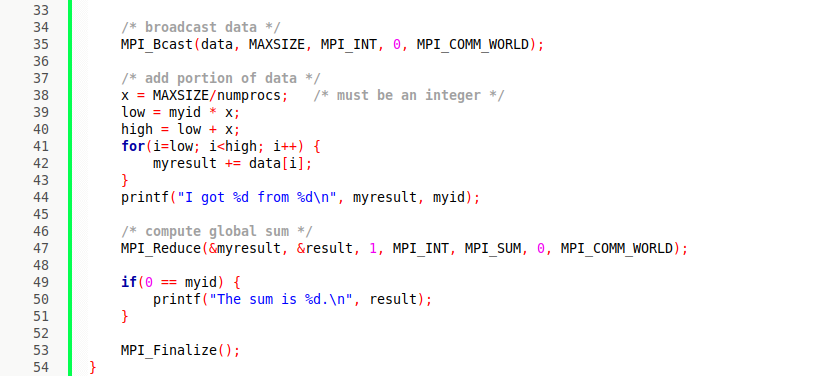 33
34     /* broadcast data */
35     MPI_Bcast(data, MAXSIZE, MPI_INT, 0, MPI_COMM_WORLD);
36
37     /* add portion of data */
38     x = MAXSIZE/numprocs;   /* must be an integer */
39     low = myid * x;
40     high = low + x;
41     for(i=low; i<high; i++) {
42         myresult += data[i];
43     }
44     printf("I got %d from %d\n", myresult, myid);
45
46     /* compute global sum */
47     MPI_Reduce(&myresult, &result, 1, MPI_INT, MPI_SUM, 0, MPI_COMM_WORLD);
48
49     if(0 == myid) {
50         printf("The sum is %d.\n", result);
51     }
52
53     MPI_Finalize();
54 }